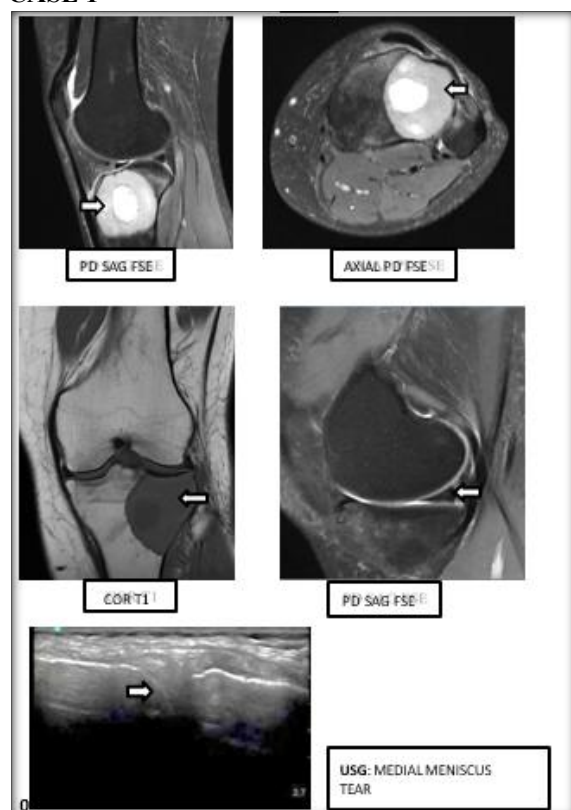 CASE 1
PD SAG FSE
AXIAL PD FSE
COR T1
PD SAG FSE
USG: MEDIAL MENISCUS
TEAR